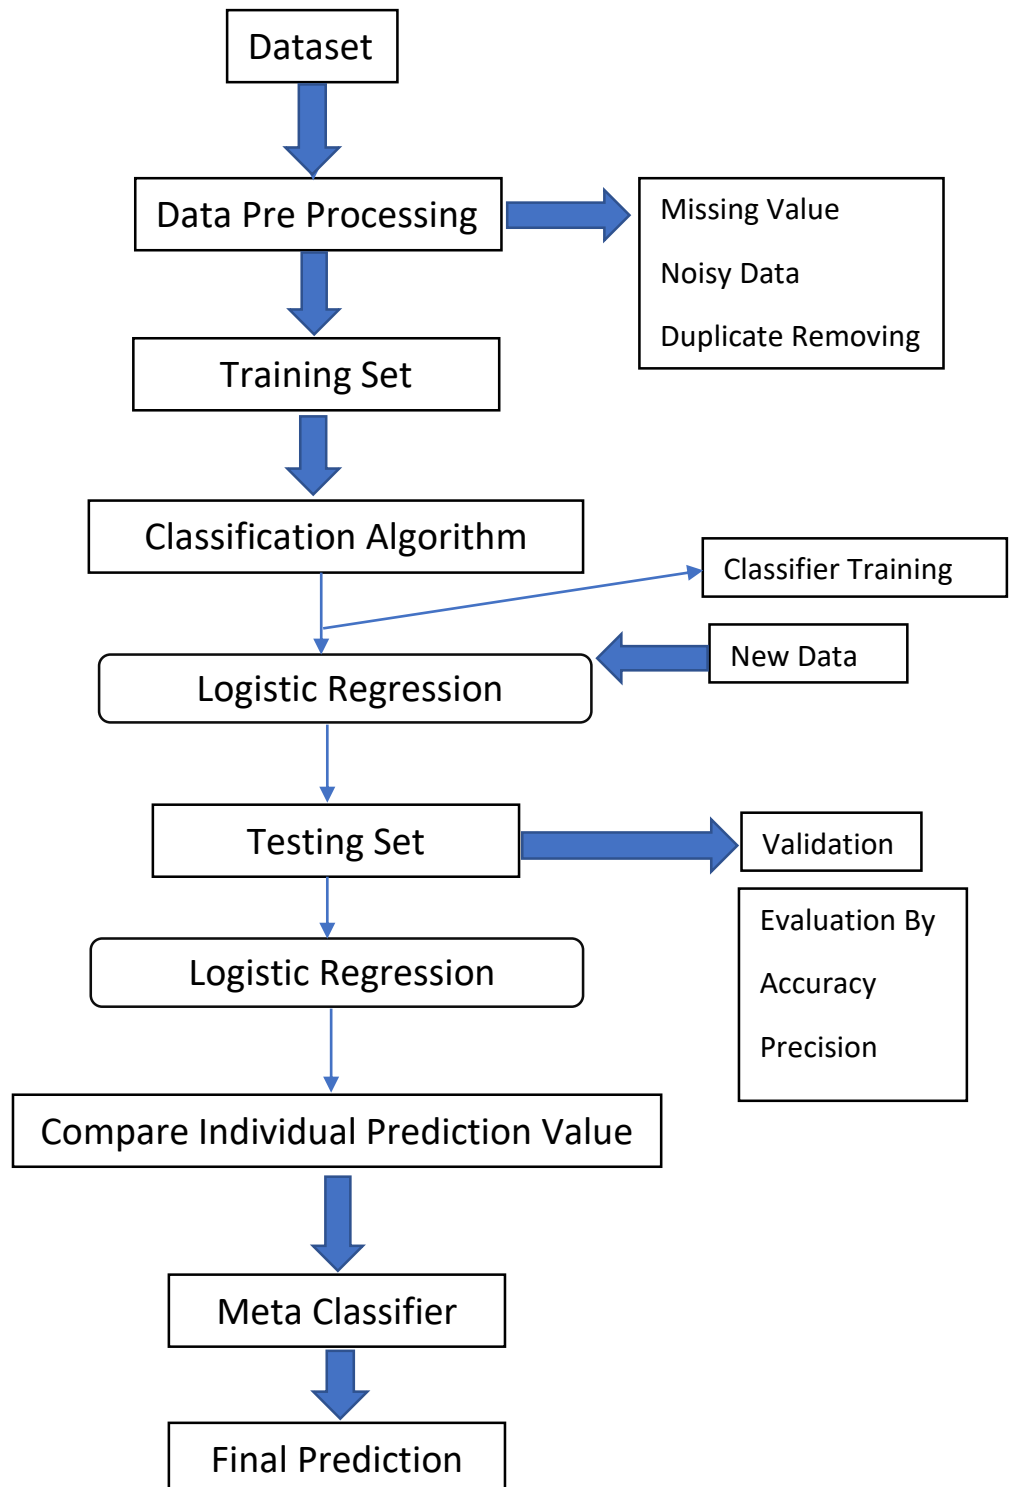 Dataset
Data Pre Processing
Missing Value
Noisy Data
Duplicate Removing
Training Set
Classification Algorithm
Classifier Training
New Data
Logistic Regression
Testing Set
Validation
Evaluation By
Accuracy
Precision
Logistic Regression
Compare Individual Prediction Value
Meta Classifier
Final Prediction